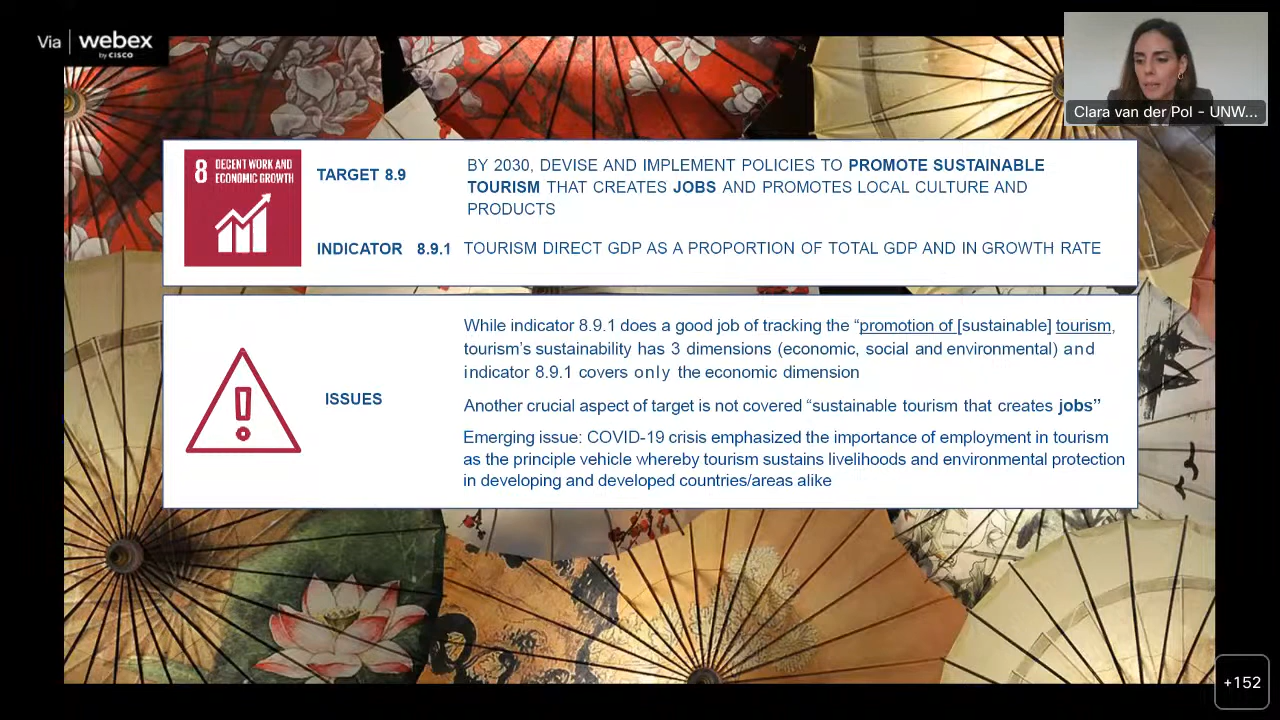 Via webex
by CISCO
Clara van der Pol - UNW...
8 DECENT WORK AND
ECONOMIC GROWTH
TARGET 8.9
BY 2030, DEVISE AND IMPLEMENT POLICIES TO PROMOTE SUSTAINABLE
TOURISM THAT CREATES JOBS AND PROMOTES LOCAL CULTURE AND
PRODUCTS
INDICATOR 8.9.1 TOURISM DIRECT GDP AS A PROPORTION OF TOTAL GDP AND IN GROWTH RATE
ISSUES
While indicator 8.9.1 does a good job of tracking the “promotion of [sustainable] tourism,
tourism’s sustainability has 3 dimensions (economic, social and environmental) and
indicator 8.9.1 covers only the economic dimension
Another crucial aspect of target is not covered “sustainable tourism that creates jobs”
Emerging issue: COVID-19 crisis emphasized the importance of employment in tourism
as the principle vehicle whereby tourism sustains livelihoods and environmental protection
in developing and developed countries/areas alike
+152